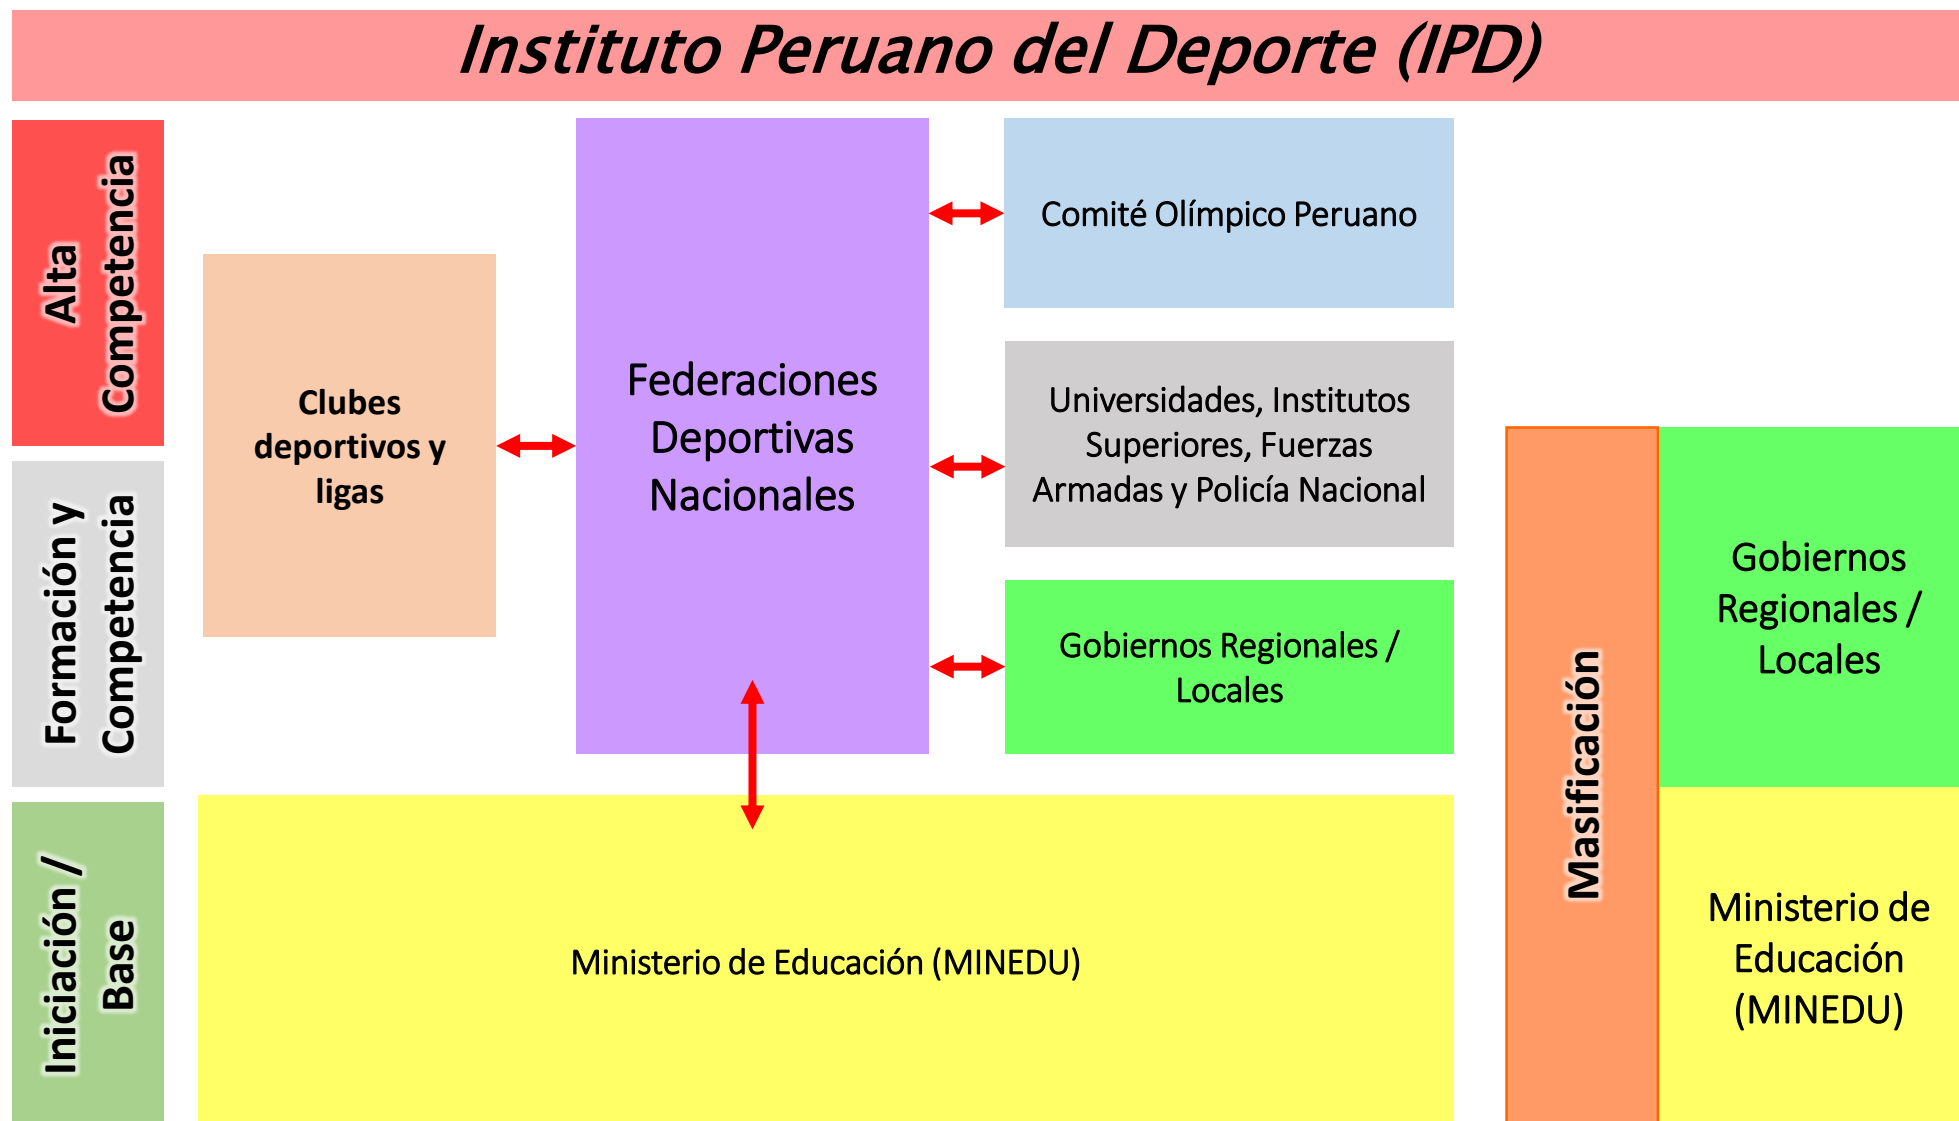 Instituto Peruano del Deporte (IPD)
Alta
Competencia
Formación y
Competencia
Iniciación /
Base
Clubes
deportivos y
ligas
Federaciones
Deportivas
Nacionales
Comité Olímpico Peruano
Universidades, Institutos
Superiores, Fuerzas
Armadas y Policía Nacional
Gobiernos Regionales /
Locales
Ministerio de Educación (MINEDU)
Masificación
Gobiernos
Regionales /
Locales
Ministerio de
Educación
(MINEDU)